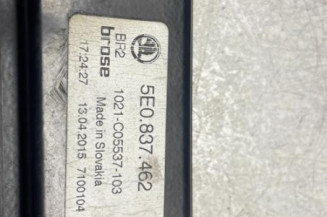 5E0.837.462
BR2
brose
1021-C05537-103
Made in Slovakia
17:24:27 13.04.2015 7100104